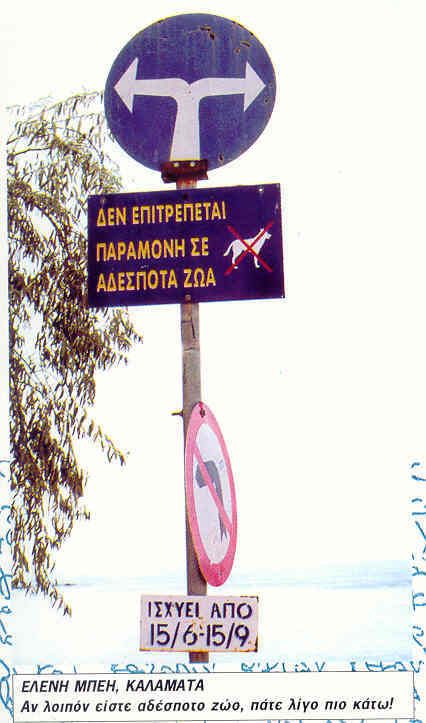 ΔΕΝ ΕΠΙΤΡΕΠΕΤΑΙ
ΠΑΡΑΜΟΝΗ ΣΕ
ΑΔΕΣΠΟΤΑ ΖΩΑ
ΙΣΧΥΕΙ ΑΠΟ
15/6-15/9
ΕΛΕΝΗ ΜΠΕΗ, ΚΑΛΑΜΑΤΑ
Αν λοιπόν είστε αδέσποτο ζώο, πάτε λίγο πιο κάτω!